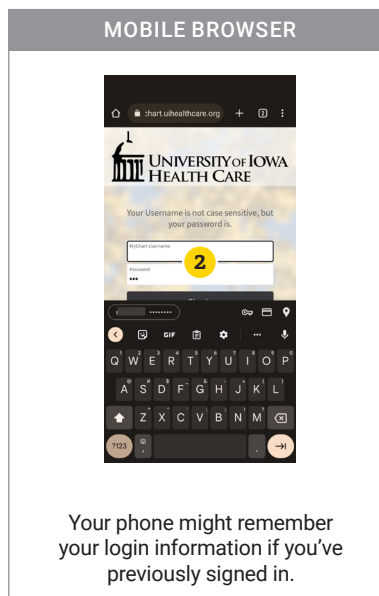 MOBILE BROWSER
:hart.uihealthcare.org
2
UNIVERSITY OF IOWA
HEALTH CARE
Your Username is not case sensitive, but
your password is.
MyChart Username
2
Password
•••
••••••••
GIF
Q W E R T Y U I O P
A S D F G H J K L
Z X C V B N M
?123 , .
Your phone might remember
your login information if you've
previously signed in.